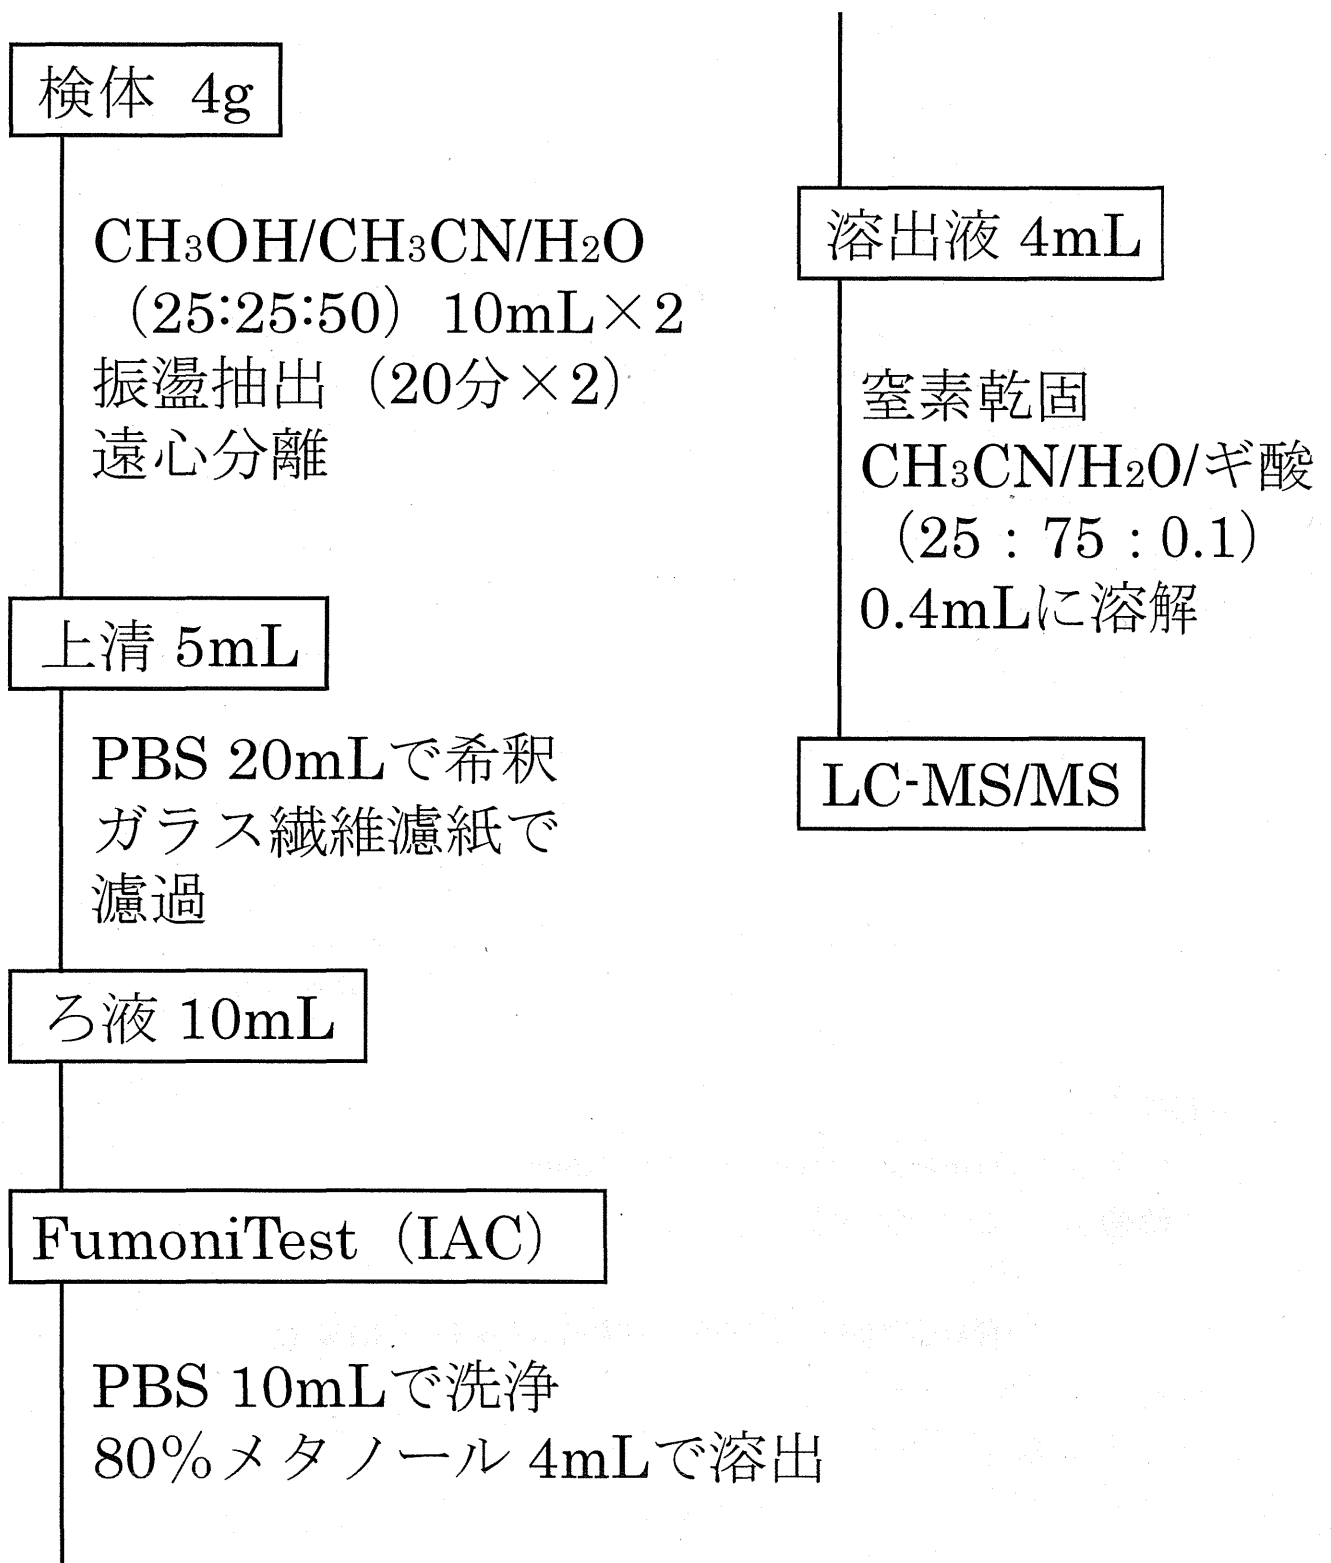 検体 4g
CH3OH/CH3CN/H2O
（25:25:50）10mL×2
振盪抽出（20分×2）
遠心分離
上清 5mL
PBS 20mLで希釈
ガラス繊維濾紙で
濾過
ろ液 10mL
FumoniTest（IAC）
PBS 10mLで洗浄
80％メタノール 4mLで溶出
溶出液 4mL
窒素乾固
CH3CN/H2O/ギ酸
（25：75：0.1）
0.4mLに溶解
LC-MS/MS